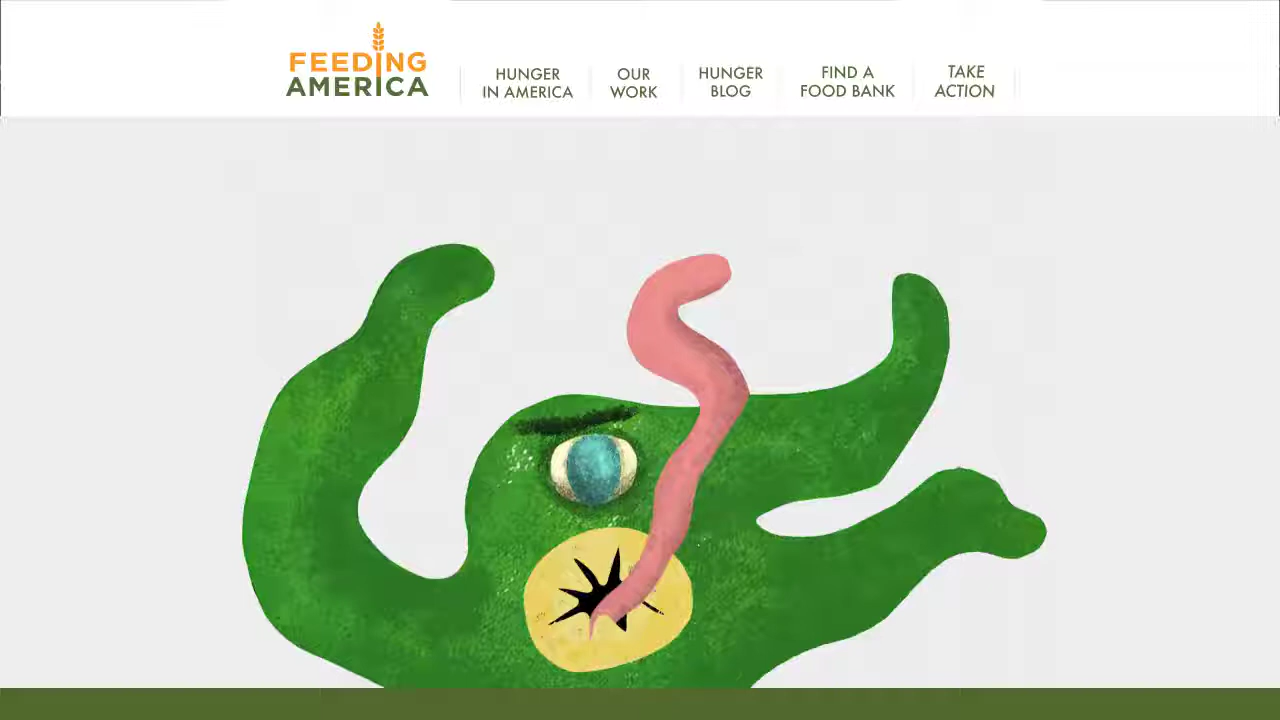 FEEDING
AMERICA
HUNGER
IN AMERICA
OUR
WORK
HUNGER
BLOG
FIND A
FOOD BANK
TAKE
ACTION